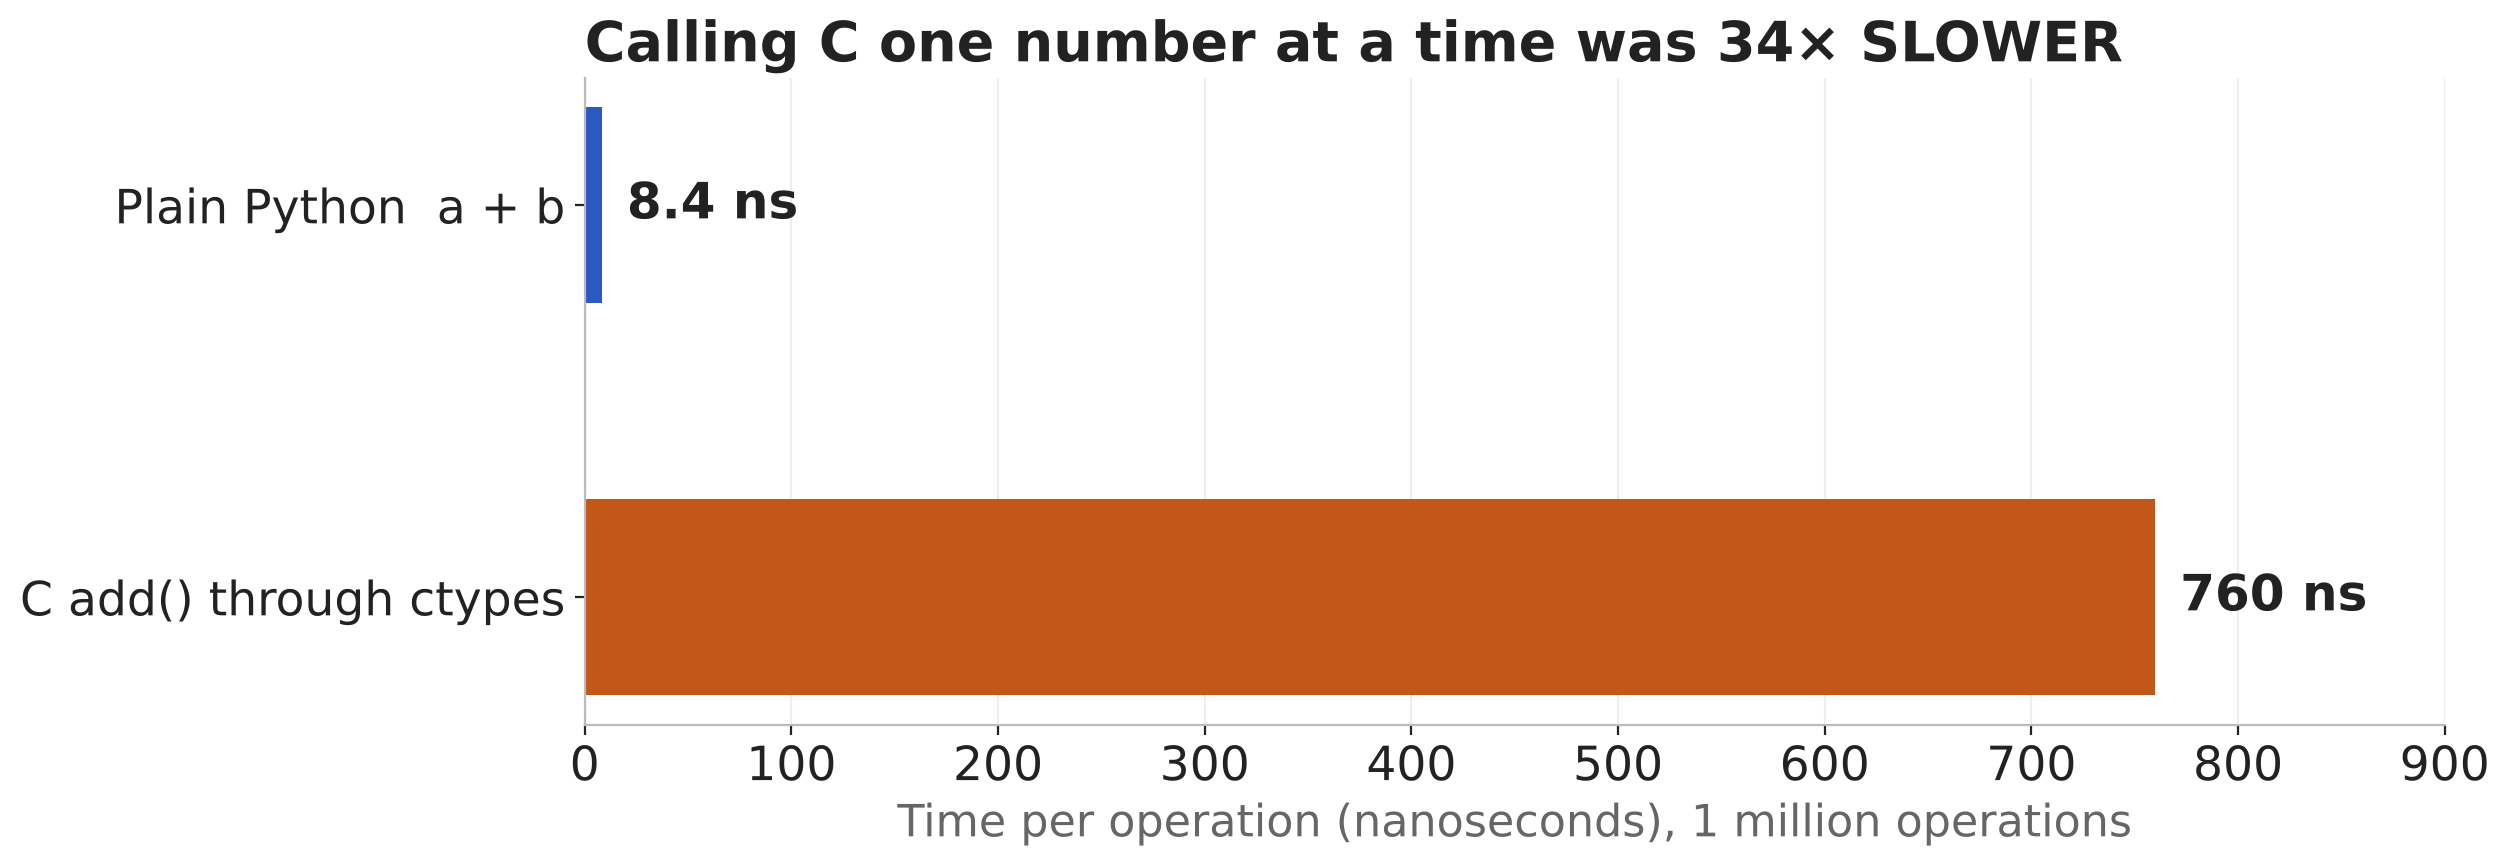 Calling C one number at a time was 34× SLOWER
Plain Python a + b
8.4 ns
C add() through ctypes
760 ns
0 100 200 300 400 500 600 700 800 900
Time per operation (nanoseconds), 1 million operations